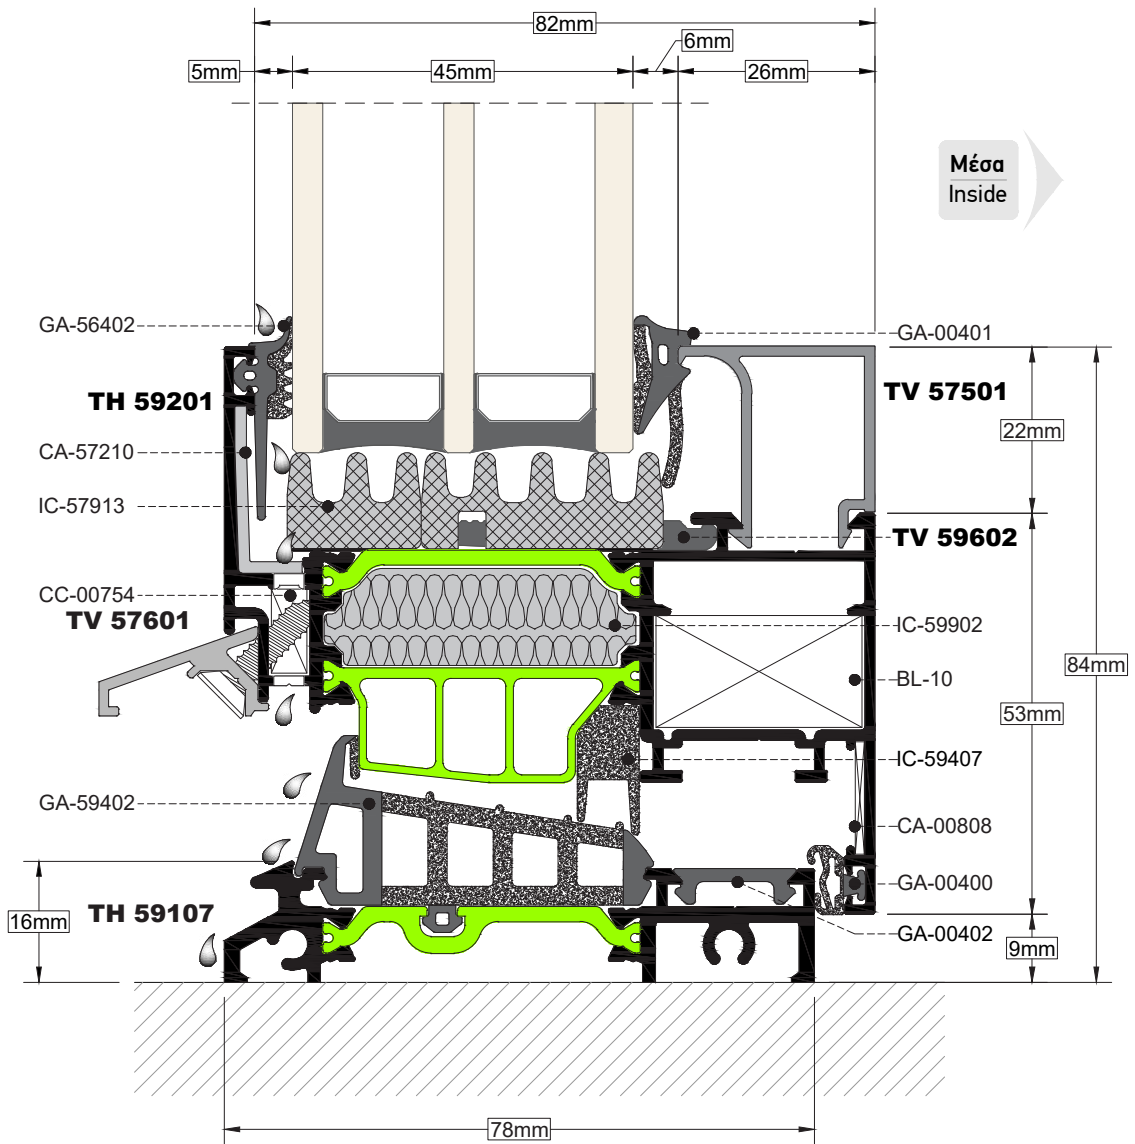 82mm
6mm
5mm
45mm
26mm
Μέσα
Inside
GA-56402
GA-00401
TH 59201
TV 57501
CA-57210
22mm
IC-57913
TV 59602
CC-00754
TV 57601
IC-59902
84mm
BL-10
53mm
IC-59407
GA-59402
CA-00808
GA-00400
16mm
TH 59107
GA-00402
9mm
78mm